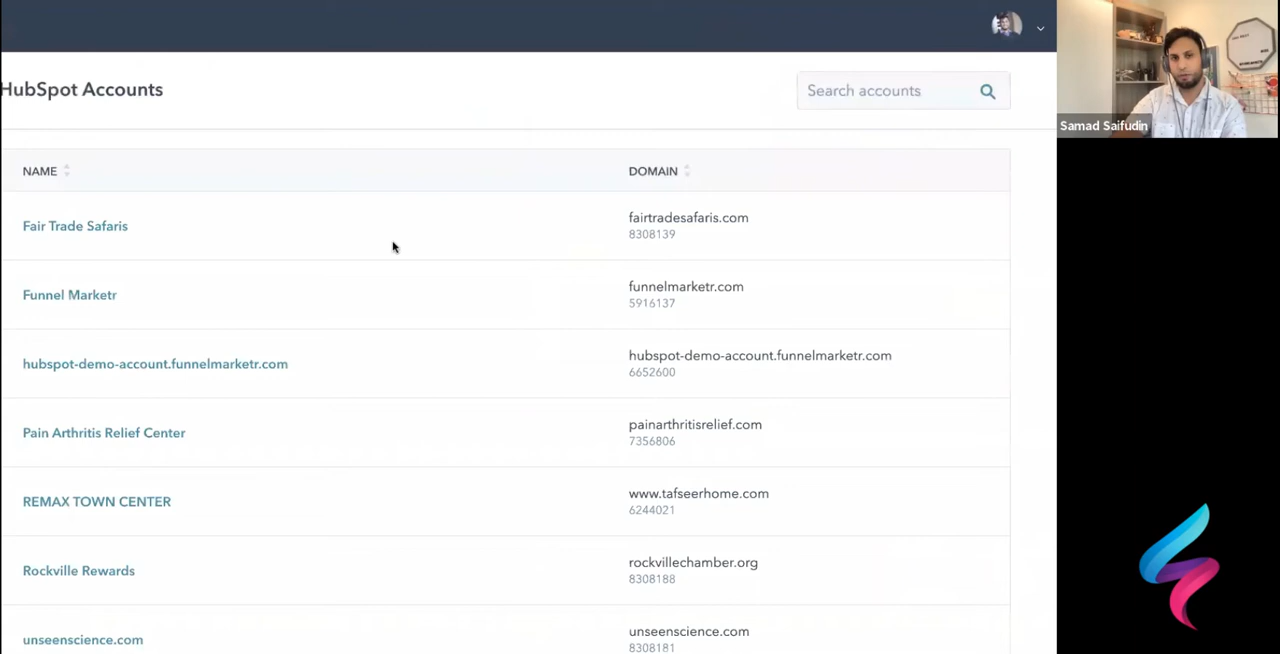 HubSpot Accounts
Search accounts
Samad Saifudin
NAME
DOMAIN
Fair Trade Safaris
fairtradesafaris.com
8308139
Funnel Marketr
funnelmarketr.com
5916137
hubspot-demo-account.funnelmarketr.com
hubspot-demo-account.funnelmarketr.com
6652600
Pain Arthritis Relief Center
painarthritisrelief.com
7356806
REMAX TOWN CENTER
www.tafseerhome.com
6244021
Rockville Rewards
rockvillechamber.org
8308188
unseenscience.com
unseenscience.com
8308181